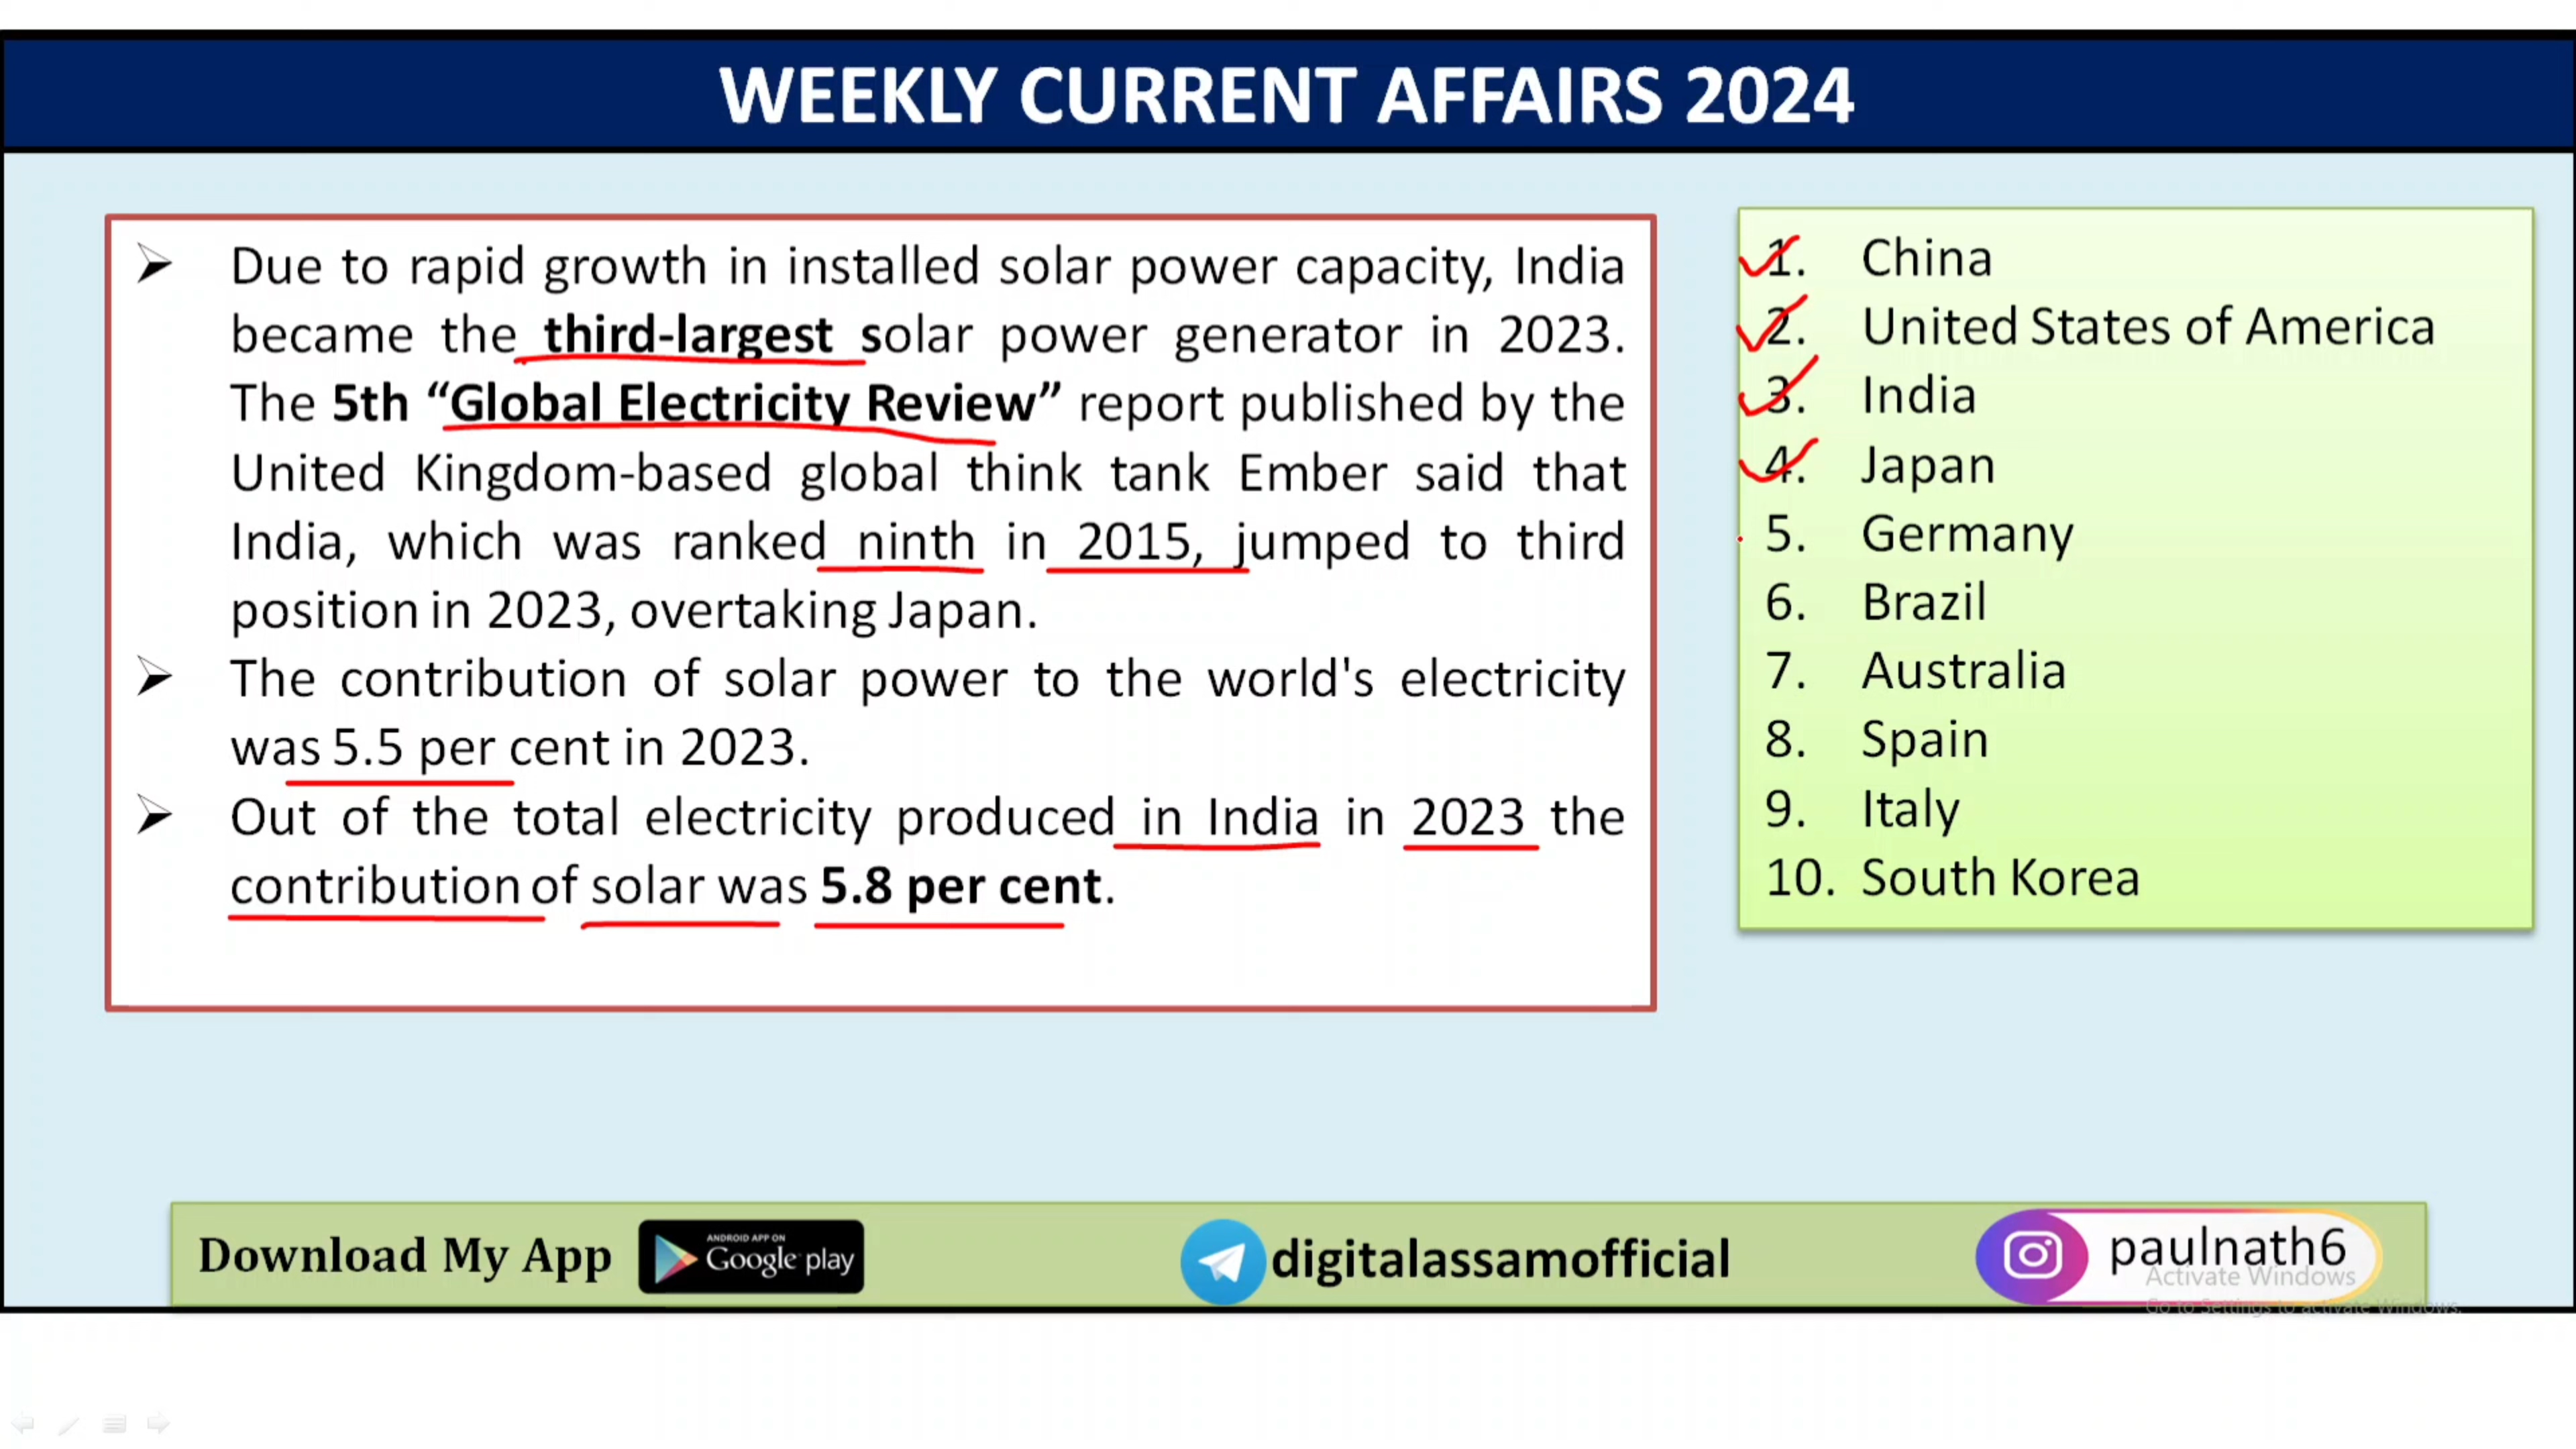 WEEKLY CURRENT AFFAIRS 2024
Due to rapid growth in installed solar power capacity, India
became the third-largest solar power generator in 2023.
The 5th “Global Electricity Review” report published by the
United Kingdom-based global think tank Ember said that
India, which was ranked ninth in 2015, jumped to third
position in 2023, overtaking Japan.
The contribution of solar power to the world's electricity
was 5.5 per cent in 2023.
Out of the total electricity produced in India in 2023 the
contribution of solar was 5.8 per cent.
1. China
2. United States of America
3. India
4. Japan
5. Germany
6. Brazil
7. Australia
8. Spain
9. Italy
10. South Korea
Download My App
ANDROID APP ON
Google play
digitalassamofficial
paulnath6
Activate Windows
Go to Settings to activate Windows.